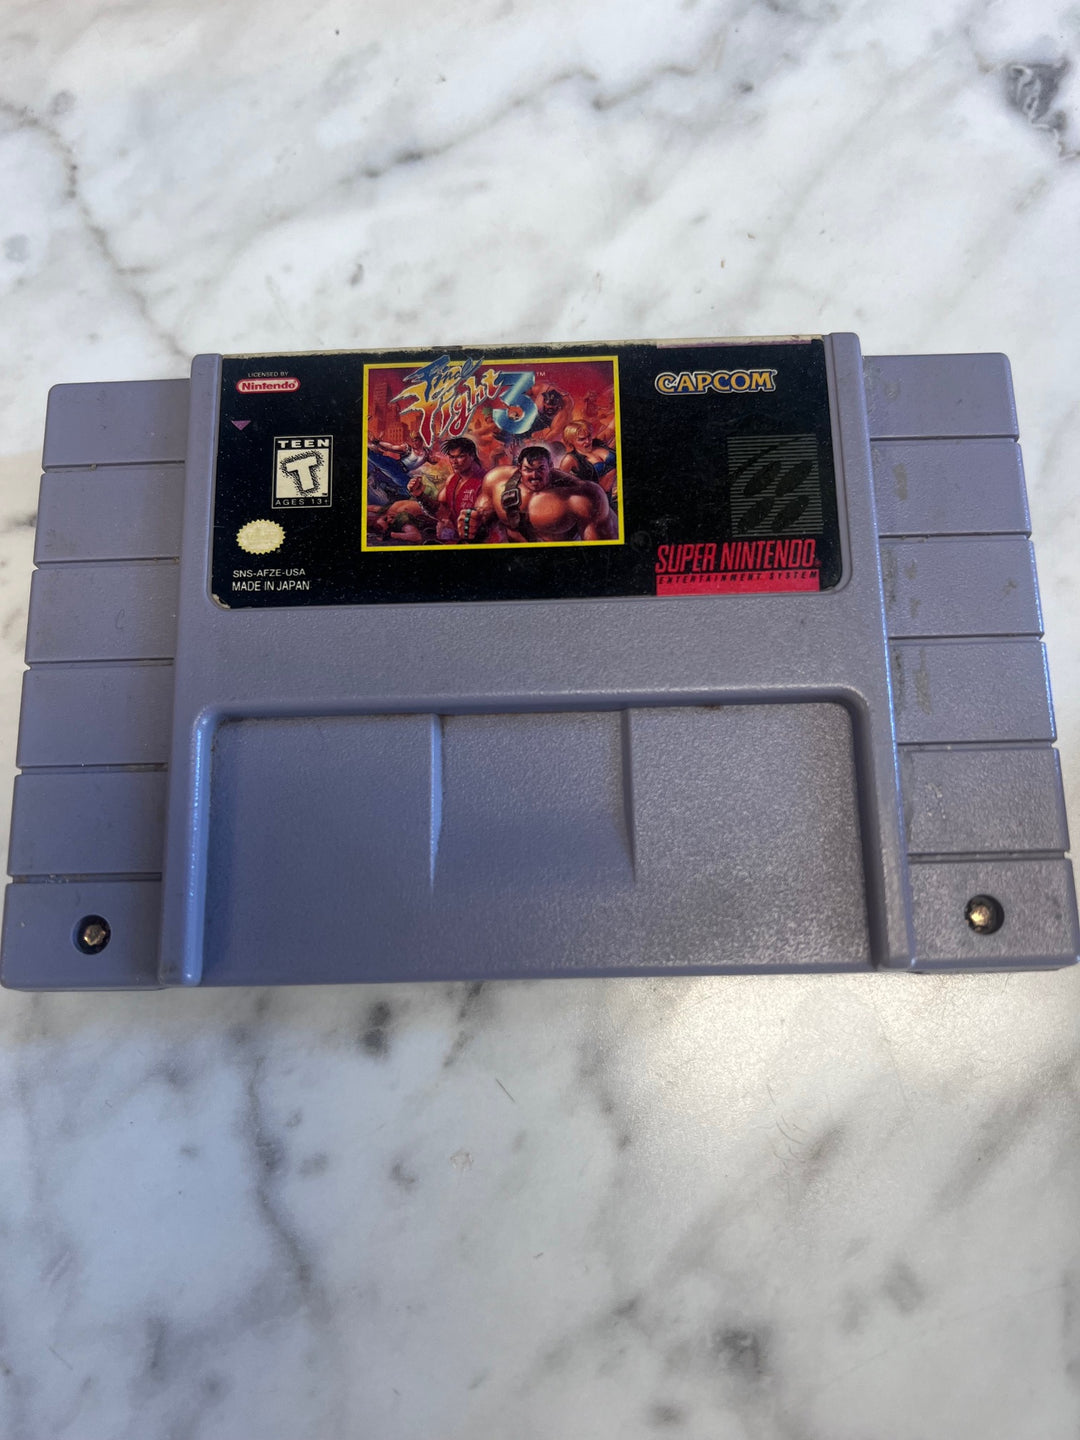 LICENSED BY
Nintendo®
Final Fight 3™
CAPCOM
TEEN
T
AGES 13+
SNS-AFZE-USA
MADE IN JAPAN
SUPER NINTENDO®
ENTERTAINMENT SYSTEM